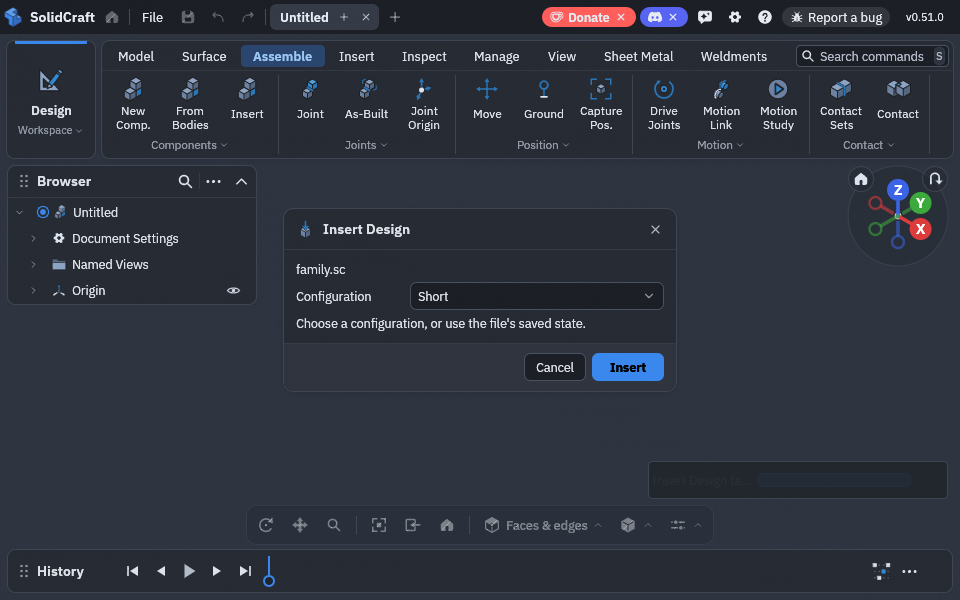 SolidCraft
File
Untitled
Donate
Report a bug
v0.51.0
Design
Workspace
Model
Surface
Assemble
Insert
Inspect
Manage
View
Sheet Metal
Weldments
Search commands
S
New Comp.
From Bodies
Insert
Components
Joint
As-Built
Joint Origin
Joints
Move
Ground
Capture Pos.
Position
Drive Joints
Motion Link
Motion Study
Motion
Contact Sets
Contact
Contact
Browser
Untitled
Document Settings
Named Views
Origin
Z
Y
X
Insert Design
family.sc
Configuration
Short
Choose a configuration, or use the file's saved state.
Cancel
Insert
Insert Design
Faces & edges
History